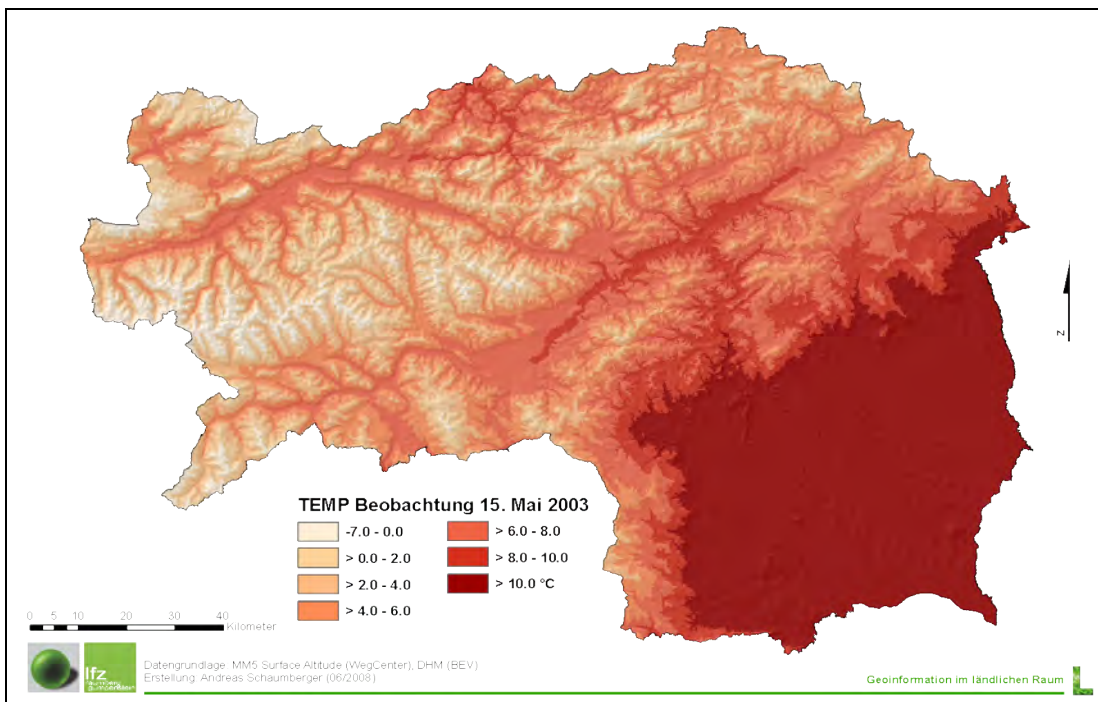 z
TEMP Beobachtung 15. Mai 2003
-7.0 - 0.0
> 0.0 - 2.0
> 2.0 - 4.0
> 4.0 - 6.0
> 6.0 - 8.0
> 8.0 - 10.0
> 10.0 °C
0 5 10 20 30 40
Kilometer
lfz
Datengrundlage: MM5 Surface Altitude (WegCenter), DHM (BEV)
Erstellung: Andreas Schaumberger (06/2008)
Geoinformation im ländlichen Raum